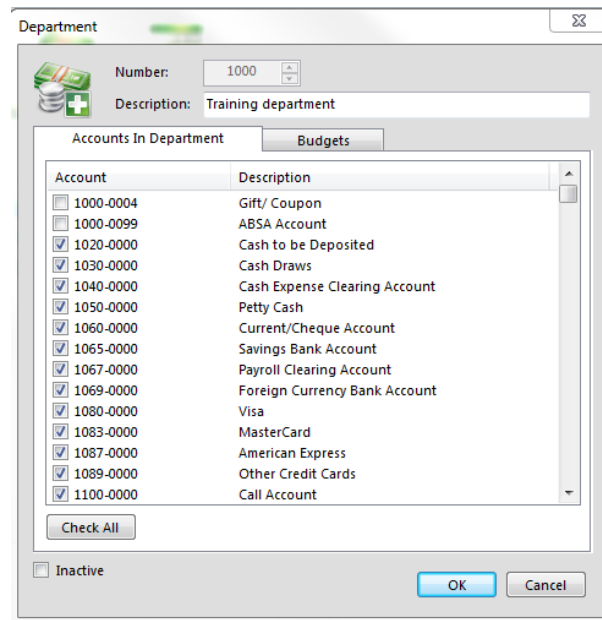 Department
Number: 1000
Description: Training department
Accounts In Department Budgets
Account Description
1000-0004 Gift/ Coupon
1000-0099 ABSA Account
1020-0000 Cash to be Deposited
1030-0000 Cash Draws
1040-0000 Cash Expense Clearing Account
1050-0000 Petty Cash
1060-0000 Current/Cheque Account
1065-0000 Savings Bank Account
1067-0000 Payroll Clearing Account
1069-0000 Foreign Currency Bank Account
1080-0000 Visa
1083-0000 MasterCard
1087-0000 American Express
1089-0000 Other Credit Cards
1100-0000 Call Account
Check All
Inactive
OK Cancel